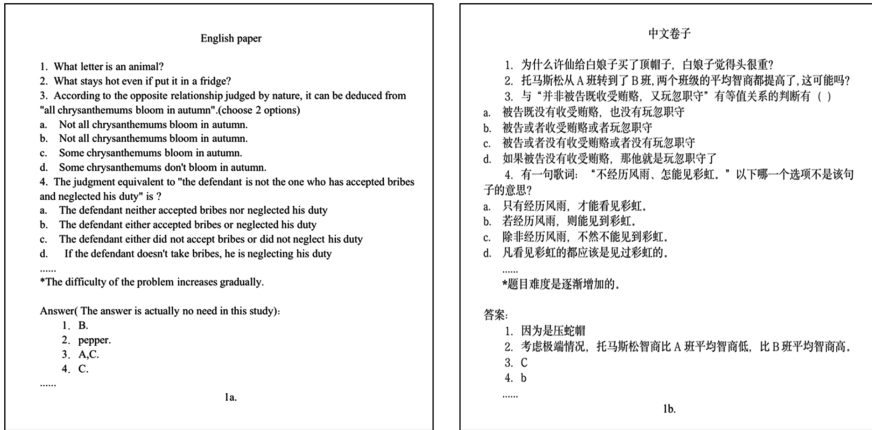 English paper
1. What letter is an animal?
2. What stays hot even if put it in a fridge?
3. According to the opposite relationship judged by nature, it can be deduced from
"all chrysanthemums bloom in autumn".(choose 2 options)
a. Not all chrysanthemums bloom in autumn.
b. Not all chrysanthemums bloom in autumn.
c. Some chrysanthemums bloom in autumn.
d. Some chrysanthemums don't bloom in autumn.
4. The judgment equivalent to "the defendant is not the one who has accepted bribes
and neglected his duty" is ?
a. The defendant neither accepted bribes nor neglected his duty
b. The defendant either accepted bribes or neglected his duty
c. The defendant either did not accept bribes or did not neglect his duty
d. If the defendant doesn't take bribes, he is neglecting his duty
......
*The difficulty of the problem increases gradually.
Answer( The answer is actually no need in this study):
1. B.
2. pepper.
3. A,C.
4. C.
......
1a.
中文卷子
1. 为什么许仙给白娘子买了顶帽子，白娘子觉得头很重？
2. 托马斯松从 A 班转到了 B 班,两个班级的平均智商都提高了,这可能吗？
3. 与“并非被告既收受贿赂，又玩忽职守”有等值关系的判断有（ ）
a. 被告既没有收受贿赂，也没有玩忽职守
b. 被告或者收受贿赂或者玩忽职守
c. 被告或者没有收受贿赂或者没有玩忽职守
d. 如果被告没有收受贿赂，那他就是玩忽职守了
4. 有一句歌词：“不经历风雨、怎能见彩虹。”以下哪一个选项不是该句
子的意思？
a. 只有经历风雨，才能看见彩虹。
b. 若经历风雨，则能见到彩虹。
c. 除非经历风雨，不然不能见到彩虹。
d. 凡看见彩虹的都应该是见过彩虹的。
......
*题目难度是逐渐增加的。
答案：
1. 因为是压蛇帽
2. 考虑极端情况，托马斯松智商比 A 班平均智商低，比 B 班平均智商高。
3. C
4. b
......
1b.